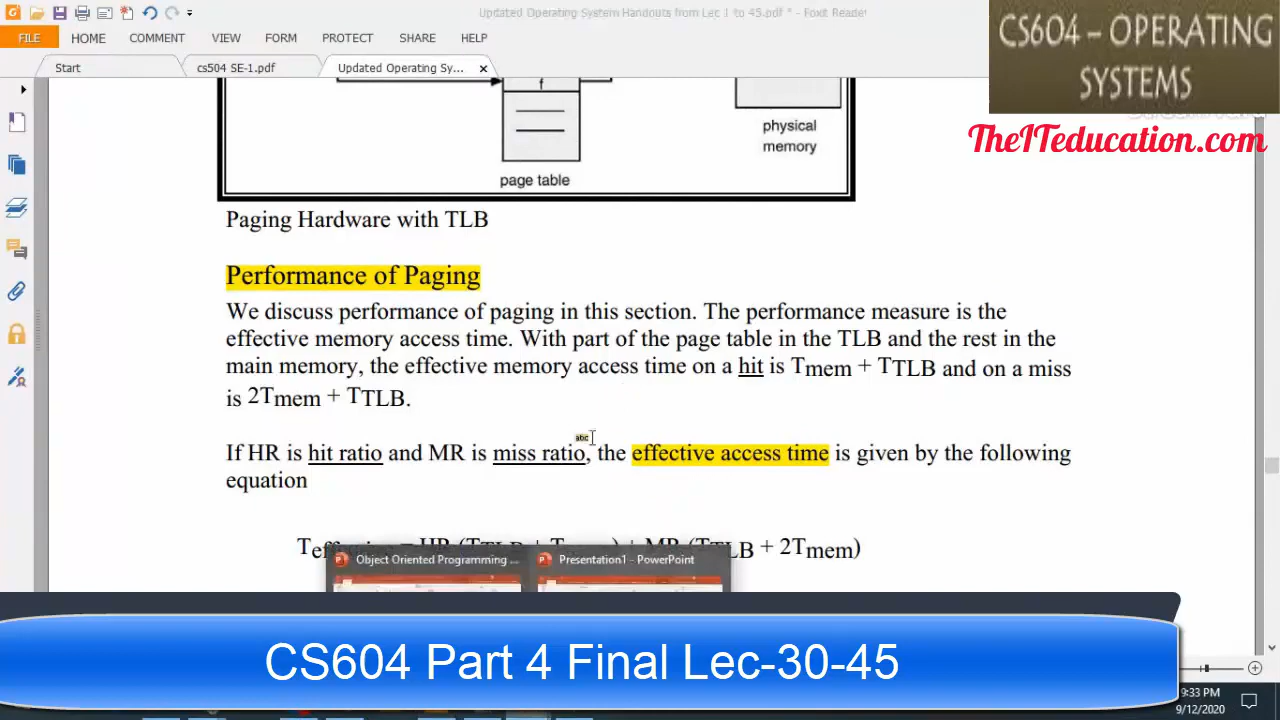 Updated Operating System Handouts from Lec 1 to 45.pdf * - Foxit Reader
CS604 – OPERATING
SYSTEMS
FILE HOME COMMENT VIEW FORM PROTECT SHARE HELP
Start cs504 SE-1.pdf Updated Operating Sy... ×
TheITeducation.com
f
physical
memory
page table
Paging Hardware with TLB
Performance of Paging
We discuss performance of paging in this section. The performance measure is the
effective memory access time. With part of the page table in the TLB and the rest in the
main memory, the effective memory access time on a hit is Tmem + TTLB and on a miss
is 2Tmem + TTLB.
abc
If HR is hit ratio and MR is miss ratio, the effective access time is given by the following
equation
MR (TTLB + 2Tmem)
Object Oriented Programming ... Presentation1 - PowerPoint
CS604 Part 4 Final Lec-30-45
9:33 PM
9/12/2020